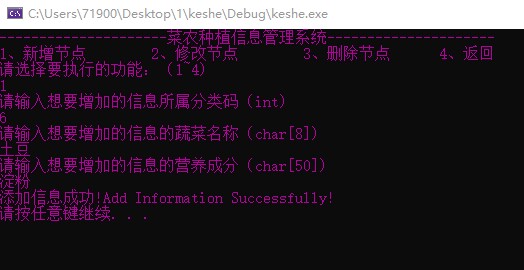 C:\Users\71900\Desktop\1\keshe\Debug\keshe.exe
---------------------菜农种植信息管理系统---------------------
1、新增节点 2、修改节点 3、删除节点 4、返回
请选择要执行的功能: (1~4)
1
请输入想要增加的信息所属分类码 (int)
6
请输入想要增加的信息的蔬菜名称 (char[8])
土豆
请输入想要增加的信息的营养成分 (char[50])
淀粉
添加信息成功!Add Information Successfully!
请按任意键继续. . .